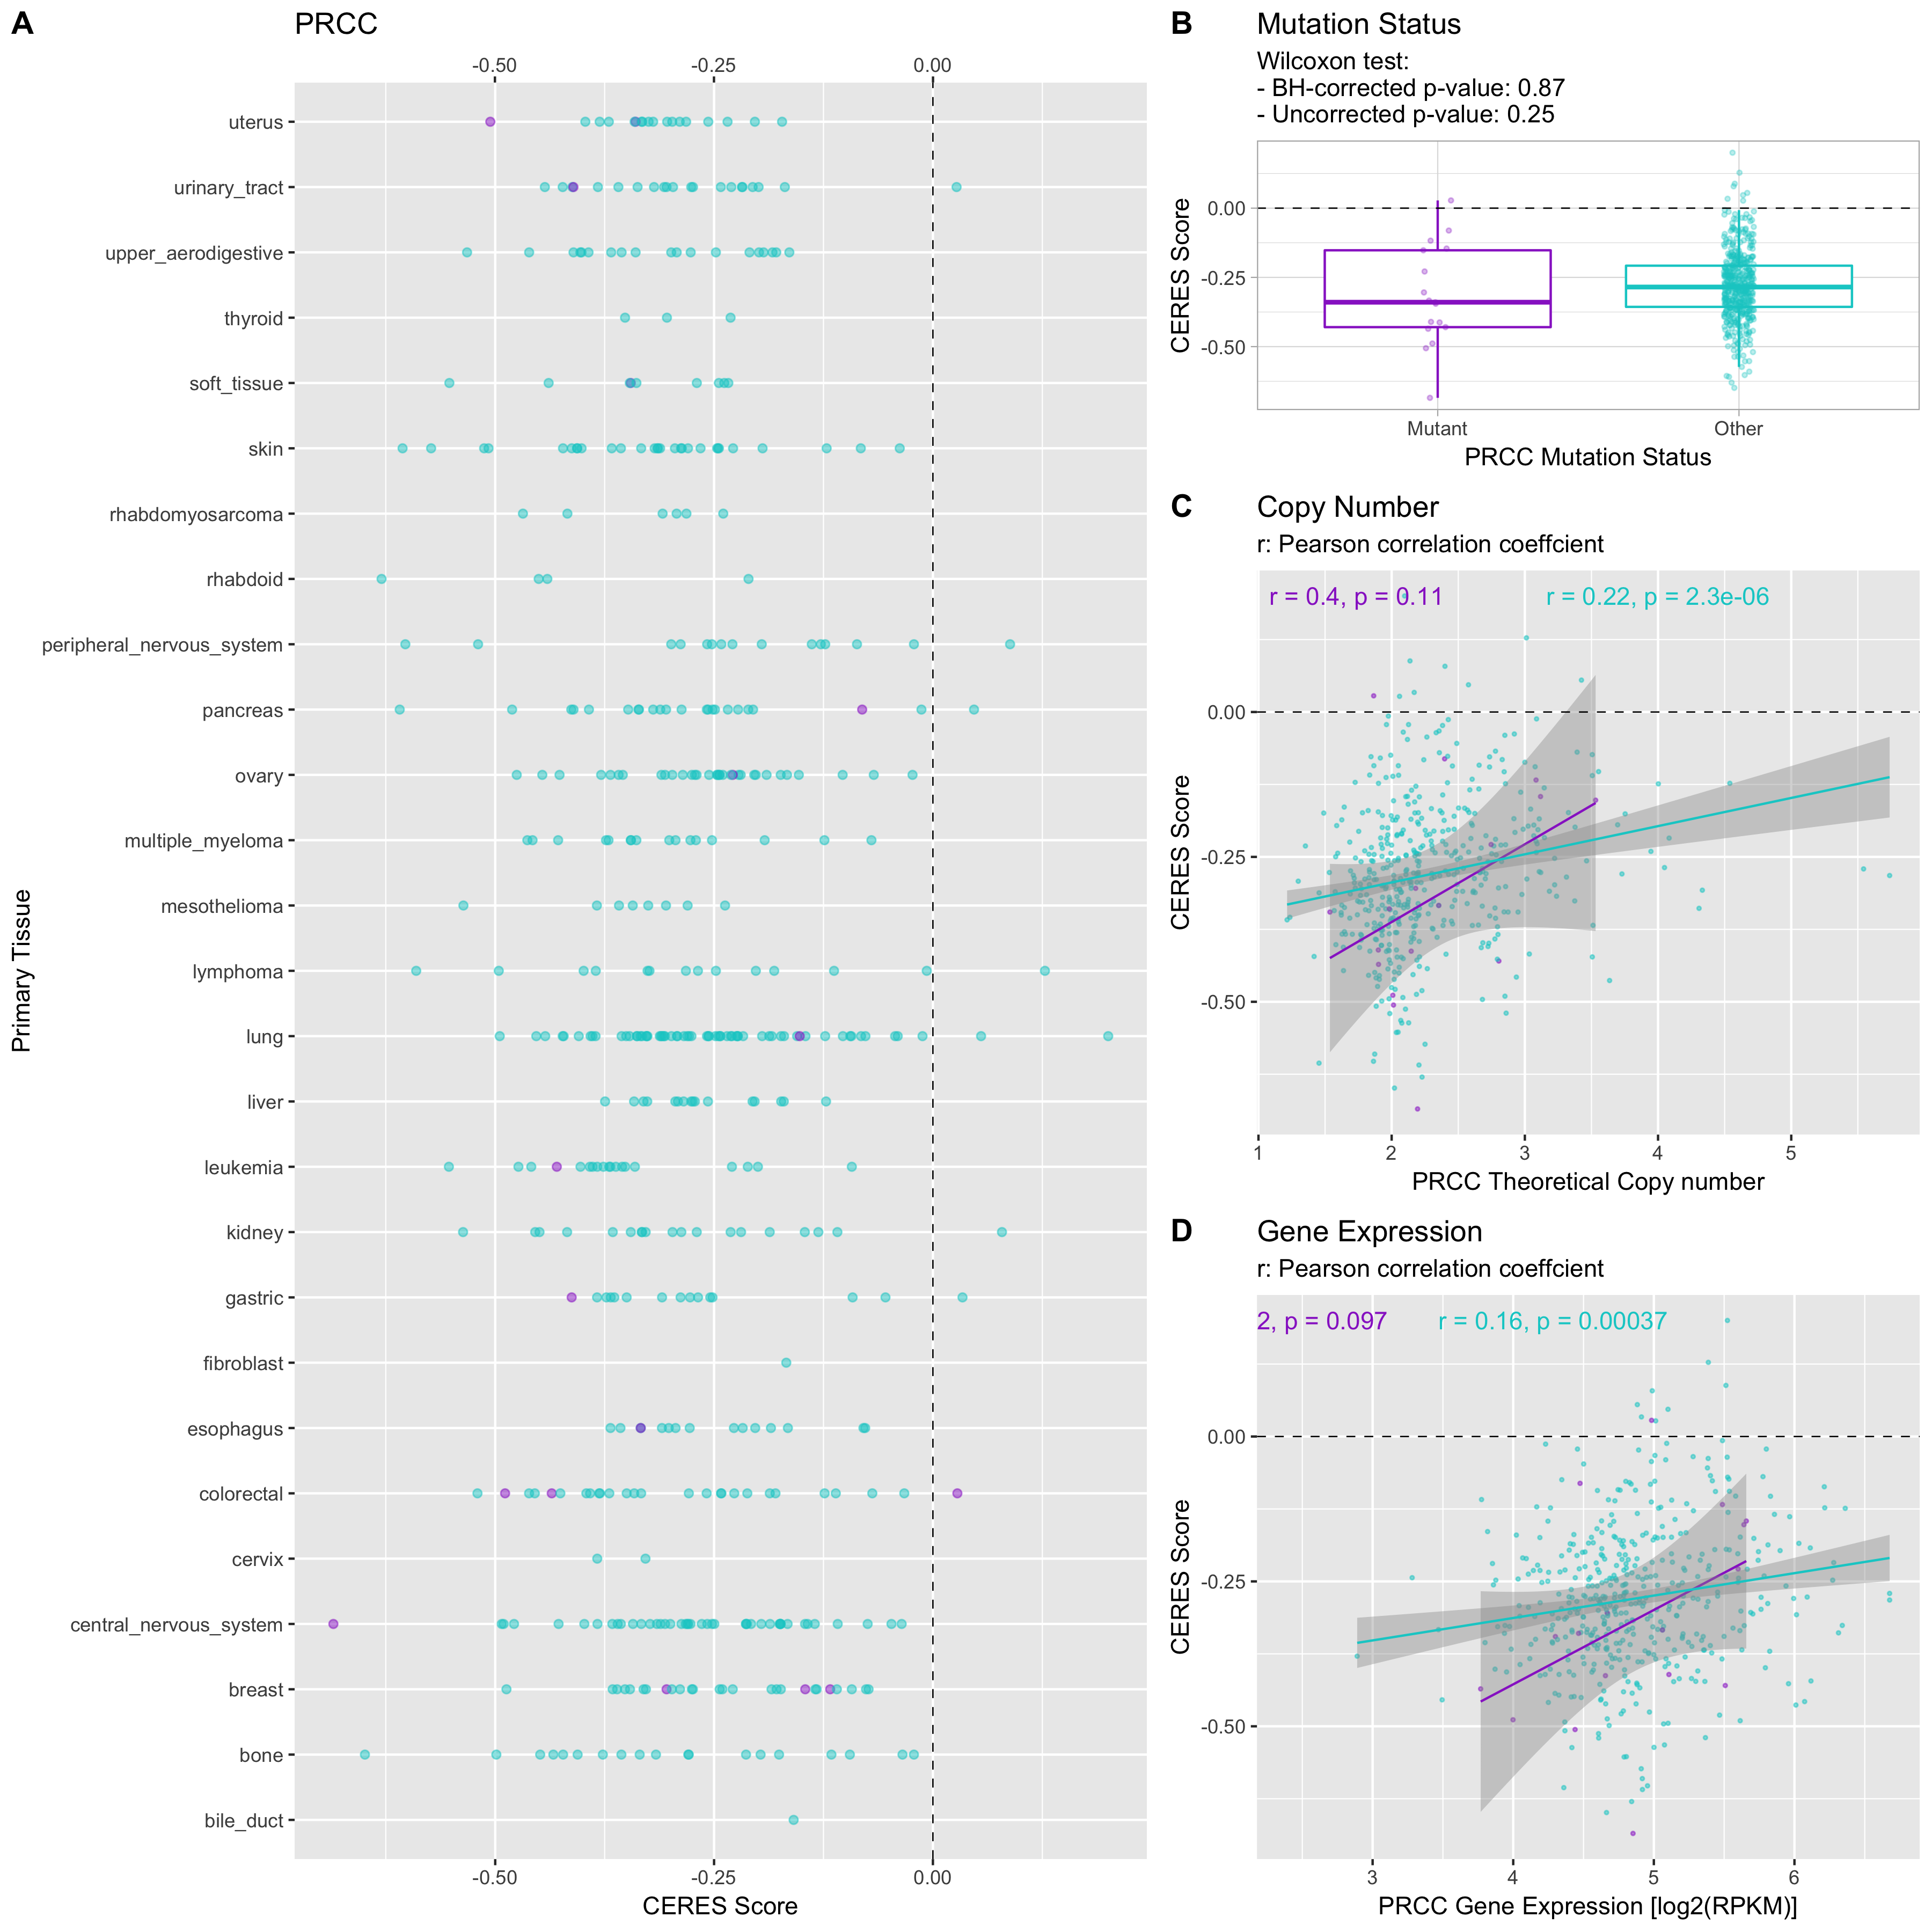 A
PRCC
-0.50
-0.25
0.00
uterus
urinary_tract
upper_aerodigestive
thyroid
soft_tissue
skin
rhabdomyosarcoma
rhabdoid
peripheral_nervous_system
pancreas
ovary
multiple_myeloma
mesothelioma
lymphoma
lung
liver
leukemia
kidney
gastric
fibroblast
esophagus
colorectal
cervix
central_nervous_system
breast
bone
bile_duct
Primary Tissue
-0.50
-0.25
0.00
CERES Score
B
Mutation Status
Wilcoxon test:
- BH-corrected p-value: 0.87
- Uncorrected p-value: 0.25
0.00
-0.25
-0.50
CERES Score
Mutant
Other
PRCC Mutation Status
C
Copy Number
r: Pearson correlation coeffcient
r = 0.4, p = 0.11
r = 0.22, p = 2.3e-06
0.00
-0.25
-0.50
CERES Score
1
2
3
4
5
PRCC Theoretical Copy number
D
Gene Expression
r: Pearson correlation coeffcient
2, p = 0.097
r = 0.16, p = 0.00037
0.00
-0.25
-0.50
CERES Score
3
4
5
6
PRCC Gene Expression [log2(RPKM)]